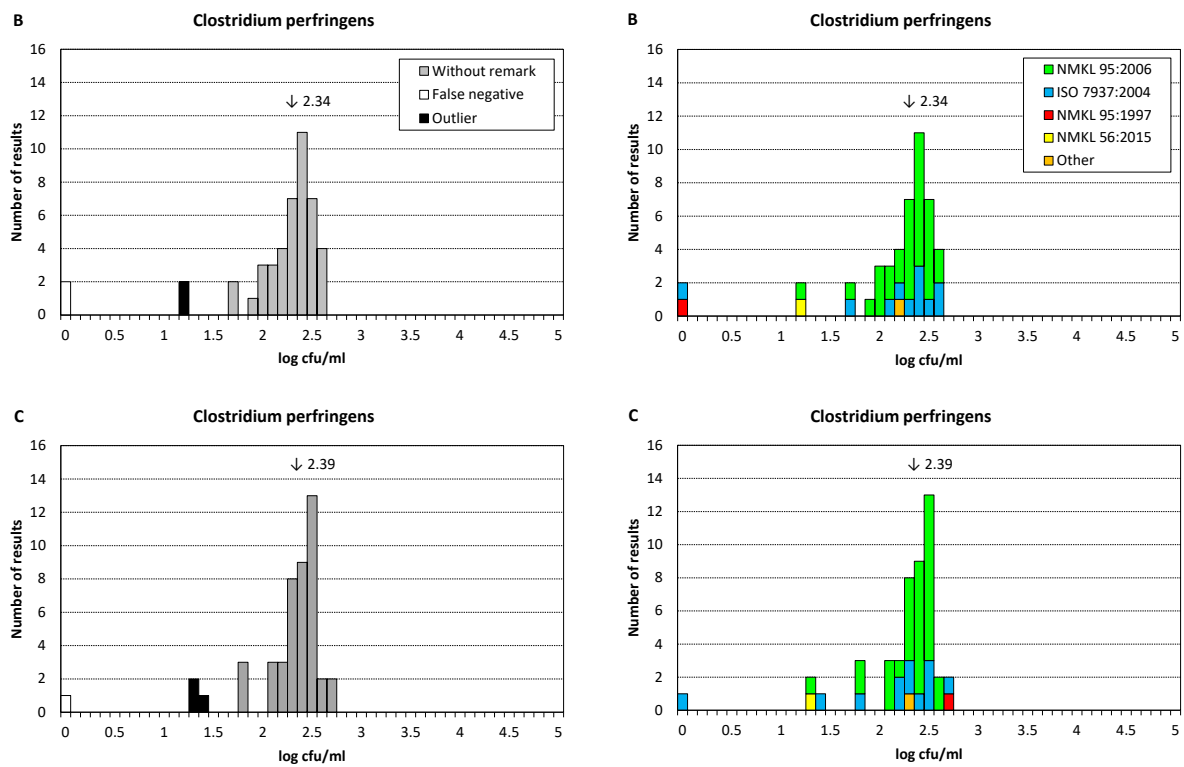 B
Clostridium perfringens
Number of results
16
14
12
10
8
6
4
2
0
↓ 2.34
Without remark
False negative
Outlier
0 0.5 1 1.5 2 2.5 3 3.5 4 4.5 5
log cfu/ml
B
Clostridium perfringens
Number of results
16
14
12
10
8
6
4
2
0
↓ 2.34
NMKL 95:2006
ISO 7937:2004
NMKL 95:1997
NMKL 56:2015
Other
0 0.5 1 1.5 2 2.5 3 3.5 4 4.5 5
log cfu/ml
C
Clostridium perfringens
Number of results
16
14
12
10
8
6
4
2
0
↓ 2.39
0 0.5 1 1.5 2 2.5 3 3.5 4 4.5 5
log cfu/ml
C
Clostridium perfringens
Number of results
16
14
12
10
8
6
4
2
0
↓ 2.39
0 0.5 1 1.5 2 2.5 3 3.5 4 4.5 5
log cfu/ml